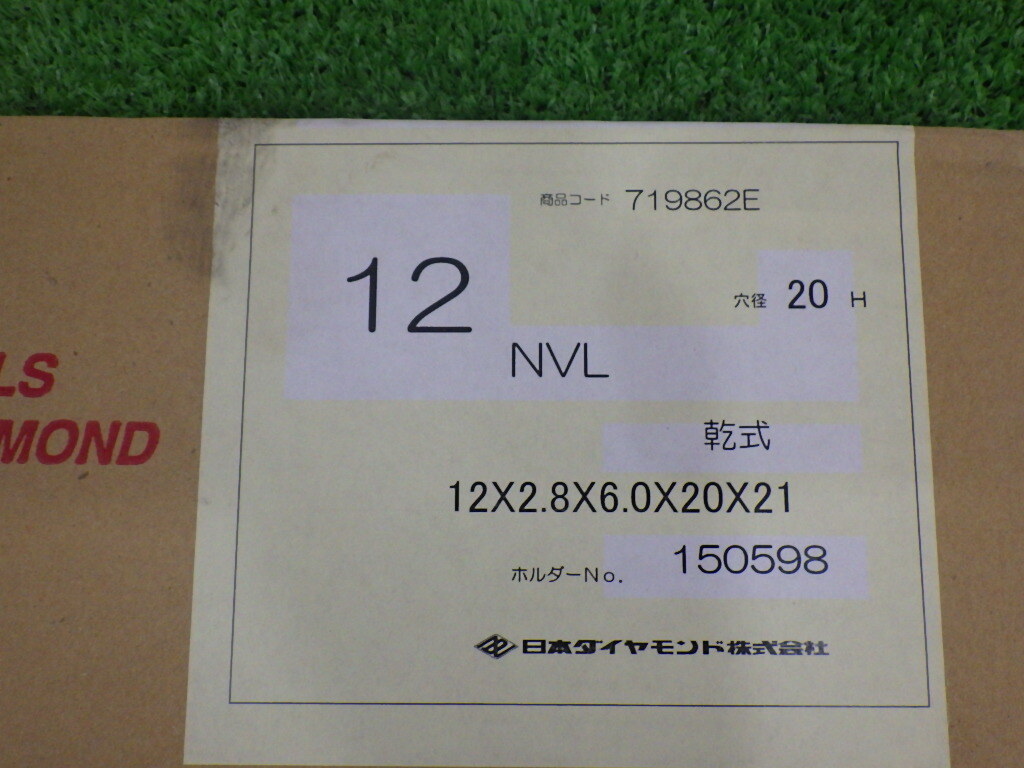 LS
MOND
商品コード 719862E
12
穴径 20 H
NVL
乾式
12X2.8X6.0X20X21
ホルダーNo. 150598
日本ダイヤモンド株式会社